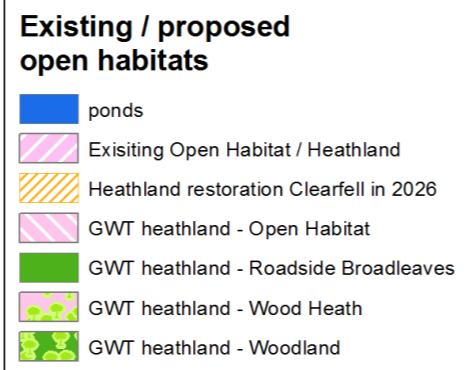 Existing / proposed
open habitats
ponds
Exisiting Open Habitat / Heathland
Heathland restoration Clearfell in 2026
GWT heathland - Open Habitat
GWT heathland - Roadside Broadleaves
GWT heathland - Wood Heath
GWT heathland - Woodland